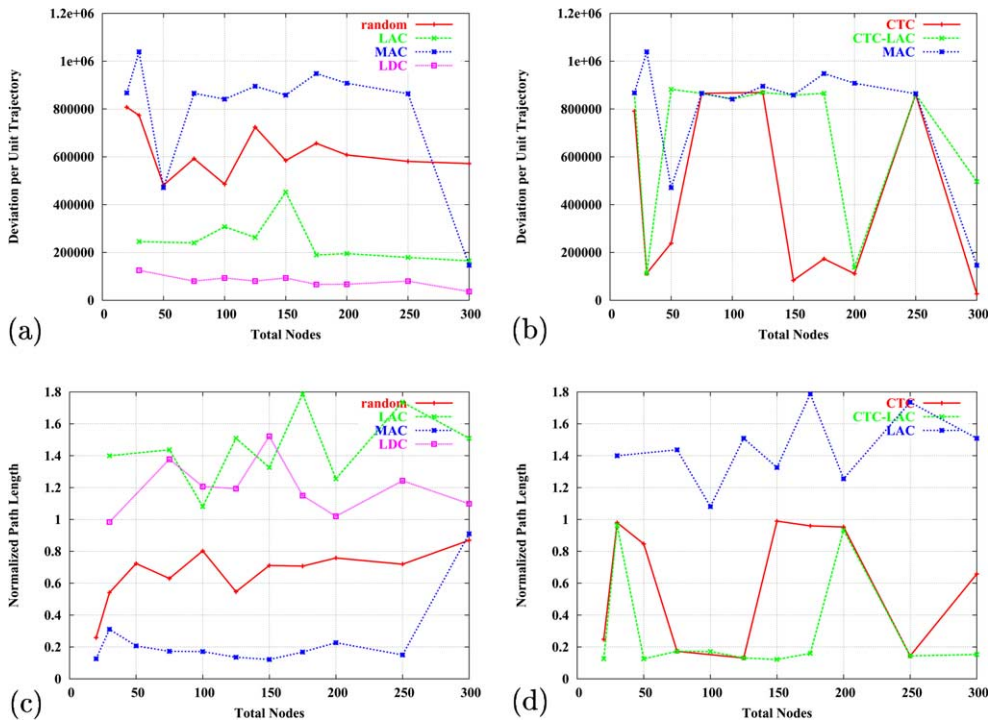 1.2e+06
1e+06
800000
600000
400000
200000
0
0
50
100
150
200
250
300
Deviation per Unit Trajectory
Total Nodes
random
LAC
MAC
LDC
(a)
1.2e+06
1e+06
800000
600000
400000
200000
0
0
50
100
150
200
250
300
Deviation per Unit Trajectory
Total Nodes
CTC
CTC-LAC
MAC
(b)
1.8
1.6
1.4
1.2
1
0.8
0.6
0.4
0.2
0
0
50
100
150
200
250
300
Normalized Path Length
Total Nodes
random
LAC
MAC
LDC
(c)
1.8
1.6
1.4
1.2
1
0.8
0.6
0.4
0.2
0
0
50
100
150
200
250
300
Normalized Path Length
Total Nodes
CTC
CTC-LAC
LAC
(d)